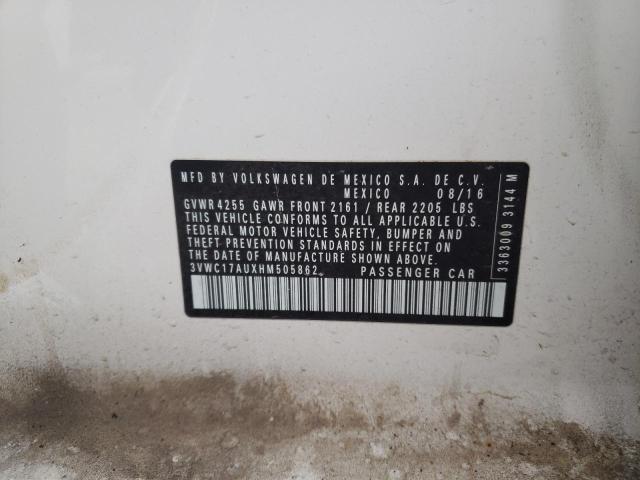 MFD BY VOLKSWAGEN DE MEXICO S.A. DE C.V.
MEXICO 08/16
GVWR 4255 GAWR FRONT 2161 / REAR 2205 LBS
THIS VEHICLE CONFORMS TO ALL APPLICABLE U.S.
FEDERAL MOTOR VEHICLE SAFETY, BUMPER AND
THEFT PREVENTION STANDARDS IN EFFECT ON
THE DATE OF MANUFACTURE SHOWN ABOVE.
3VWC17AUXHM505862 PASSENGER CAR
3363009 3144 M